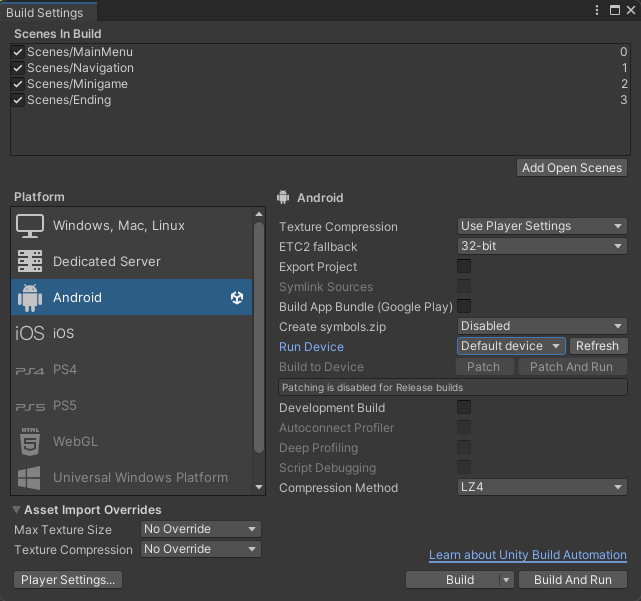 Build Settings
Scenes In Build
Scenes/MainMenu 0
Scenes/Navigation 1
Scenes/Minigame 2
Scenes/Ending 3
Add Open Scenes
Platform
Windows, Mac, Linux
Dedicated Server
Android
iOS iOS
PS4 PS4
PS5 PS5
HTML 5 WebGL
Universal Windows Platform
Android
Texture Compression Use Player Settings
ETC2 fallback 32-bit
Export Project
Symlink Sources
Build App Bundle (Google Play)
Create symbols.zip Disabled
Run Device Default device Refresh
Build to Device Patch Patch And Run
Patching is disabled for Release builds
Development Build
Autoconnect Profiler
Deep Profiling
Script Debugging
Compression Method LZ4
Asset Import Overrides
Max Texture Size No Override
Texture Compression No Override
Learn about Unity Build Automation
Player Settings... Build Build And Run